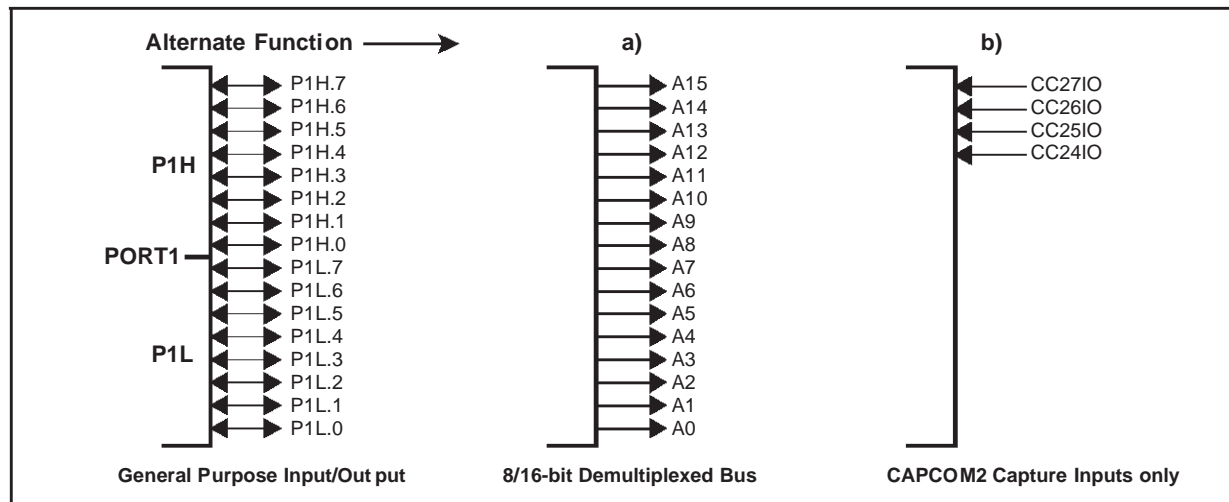 Alternate Function
a)
b)
P1H.7
P1H.6
P1H.5
P1H.4
P1H.3
P1H.2
P1H.1
P1H.0
P1L.7
P1L.6
P1L.5
P1L.4
P1L.3
P1L.2
P1L.1
P1L.0
P1H
PORT1
P1L
A15
A14
A13
A12
A11
A10
A9
A8
A7
A6
A5
A4
A3
A2
A1
A0
CC27IO
CC26IO
CC25IO
CC24IO
General Purpose Input/Output
8/16-bit Demultiplexed Bus
CAPCOM2 Capture Inputs only